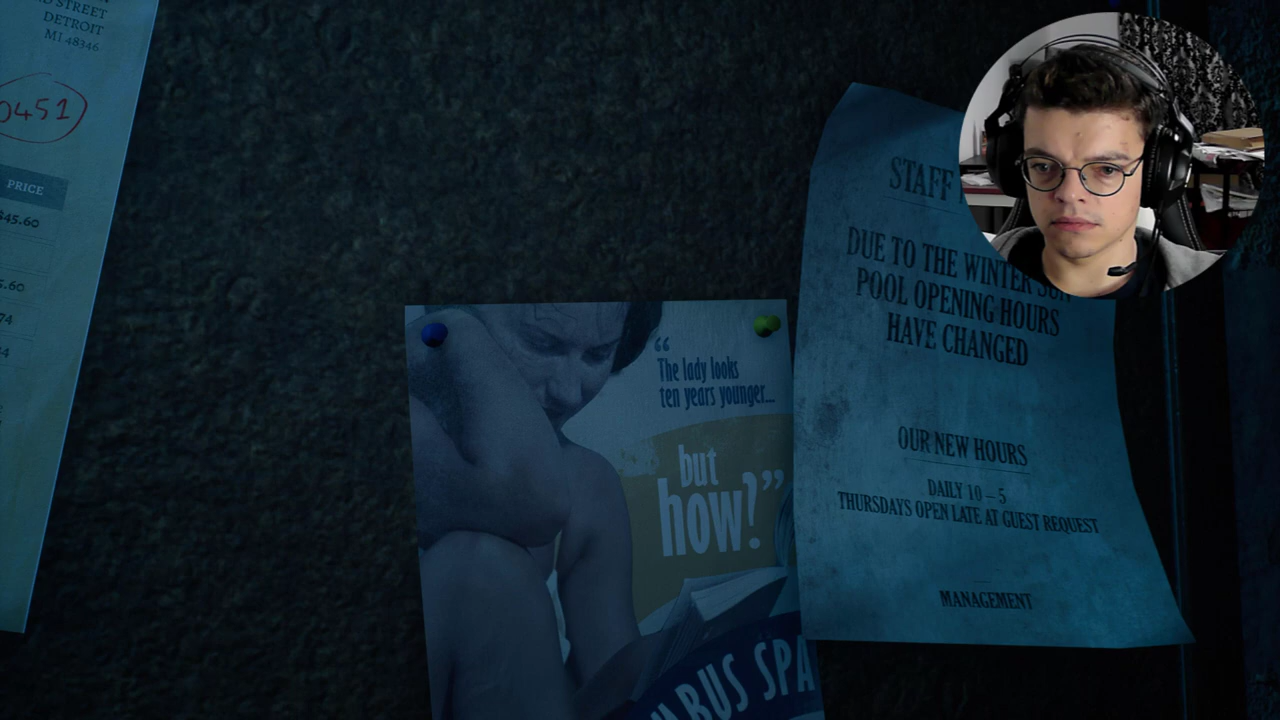 STREET
DETROIT
MI 48346
0451
PRICE
$45.60
5.60
74
4
"
The lady looks
ten years younger...
but
how?"
BUS SPA
STAFF
DUE TO THE WINTER SUN
POOL OPENING HOURS
HAVE CHANGED
OUR NEW HOURS
DAILY 10 – 5
THURSDAYS OPEN LATE AT GUEST REQUEST
MANAGEMENT